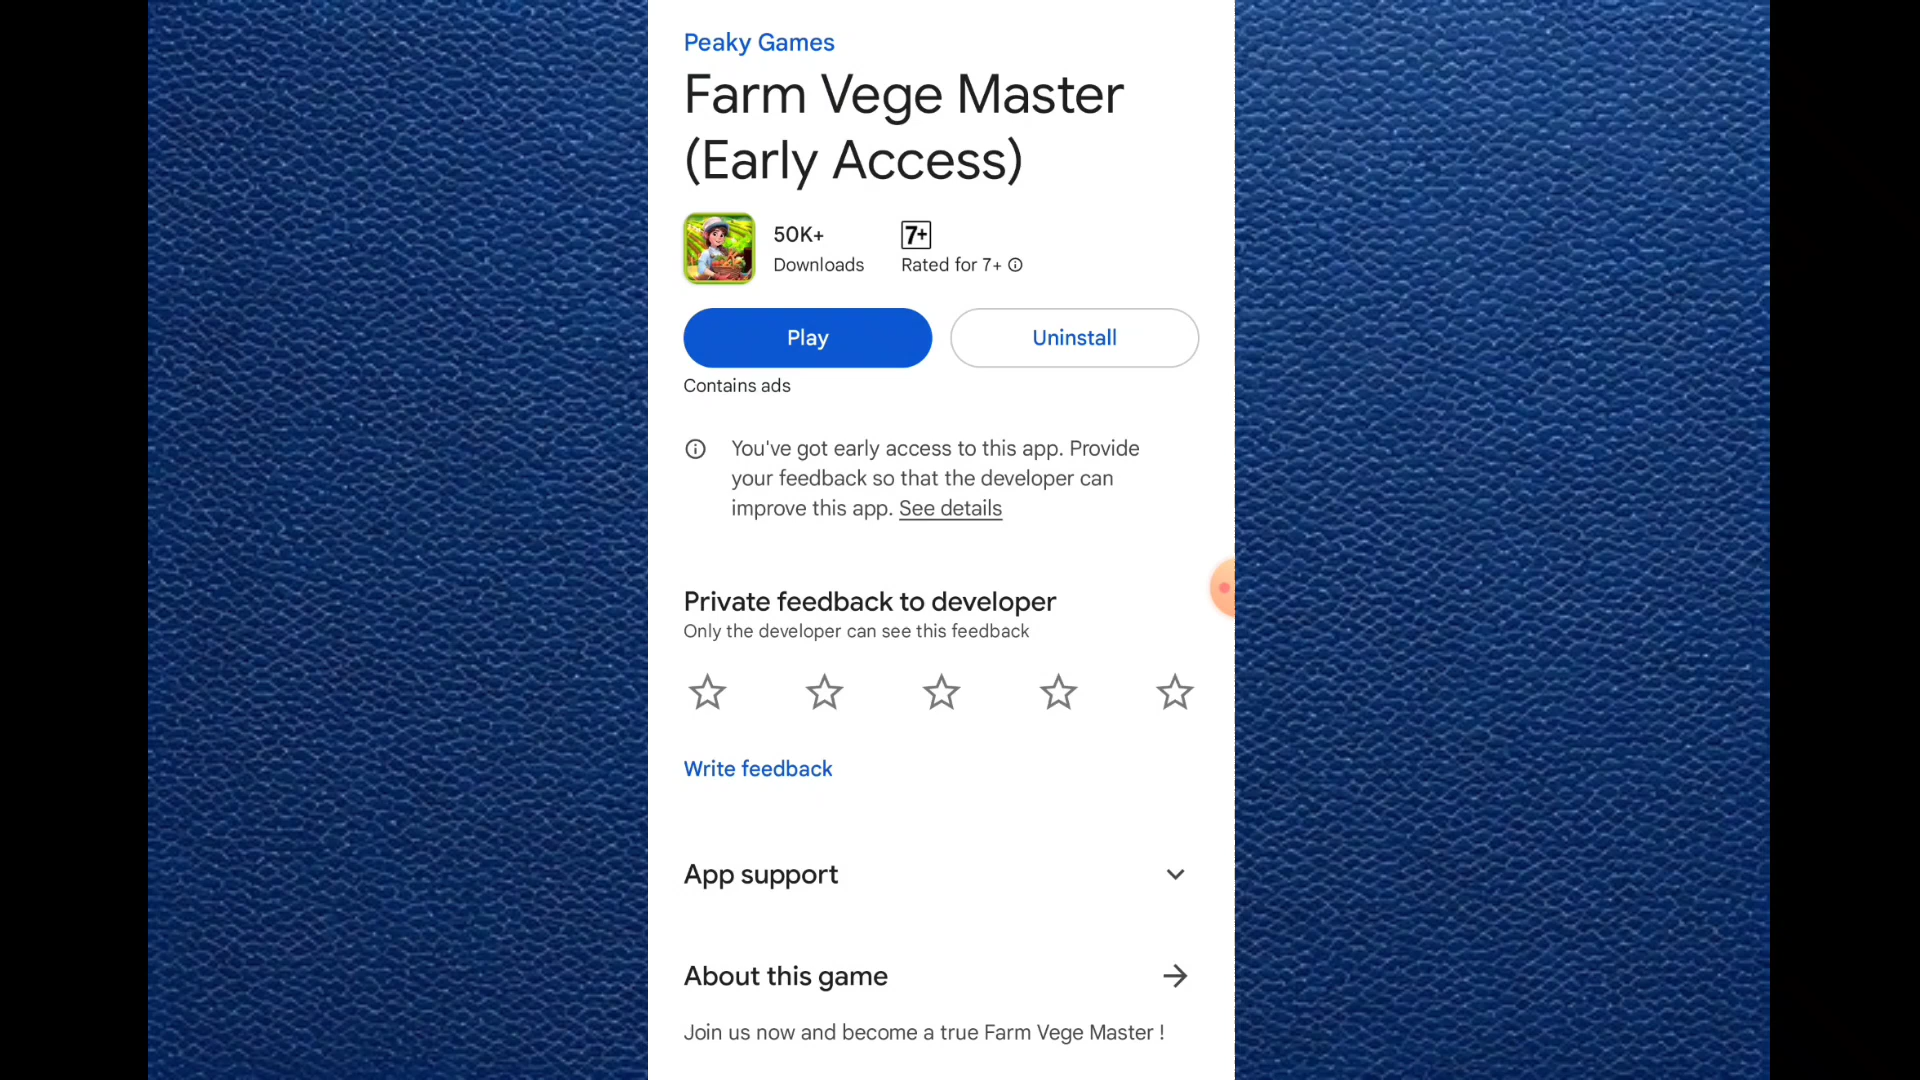 Peaky Games
Farm Vege Master
(Early Access)
50K+
Downloads
7+
Rated for 7+
Play
Uninstall
Contains ads
You've got early access to this app. Provide
your feedback so that the developer can
improve this app. See details
Private feedback to developer
Only the developer can see this feedback
Write feedback
App support
About this game
Join us now and become a true Farm Vege Master !